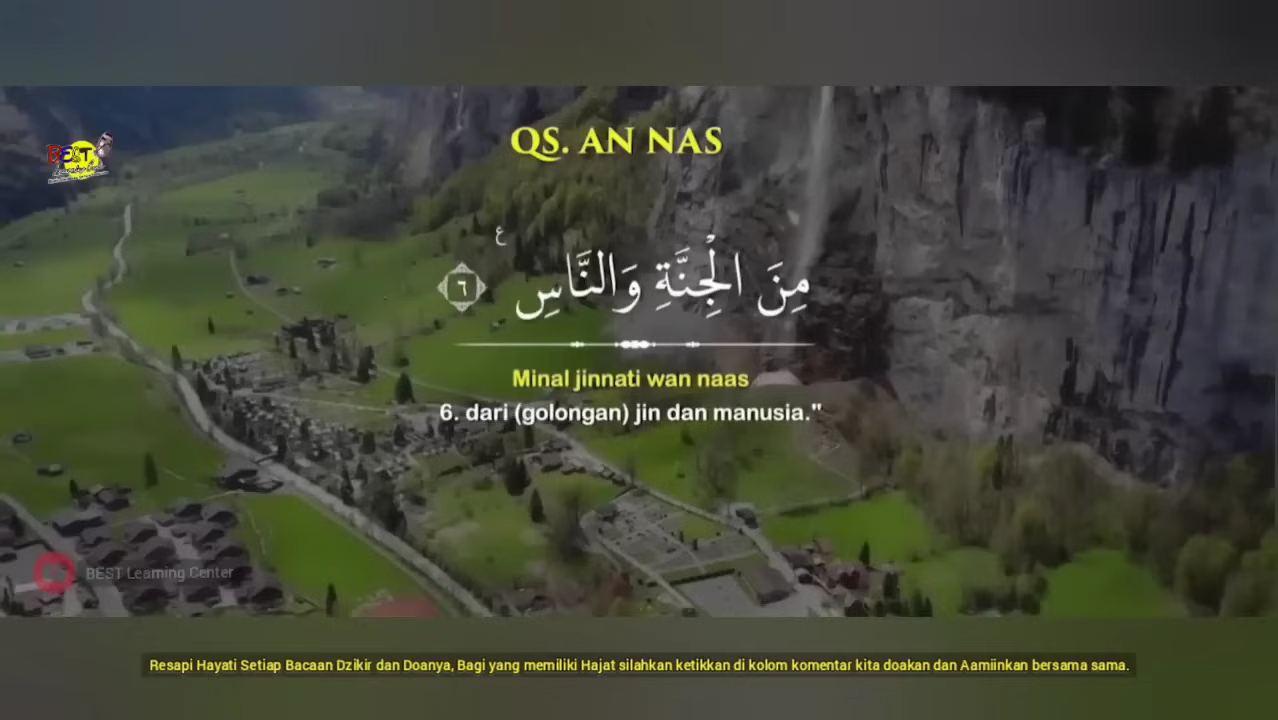 BEST
QS. AN NAS
مِنَ الْجِنَّةِ وَالنَّاسِ ࣖ ٦
Minal jinnati wan naas
6. dari (golongan) jin dan manusia."
BEST Learning Center
Resapi Hayati Setiap Bacaan Dzikir dan Doanya, Bagi yang memiliki Hajat silahkan ketikkan di kolom komentar kita doakan dan Aamiinkan bersama sama.